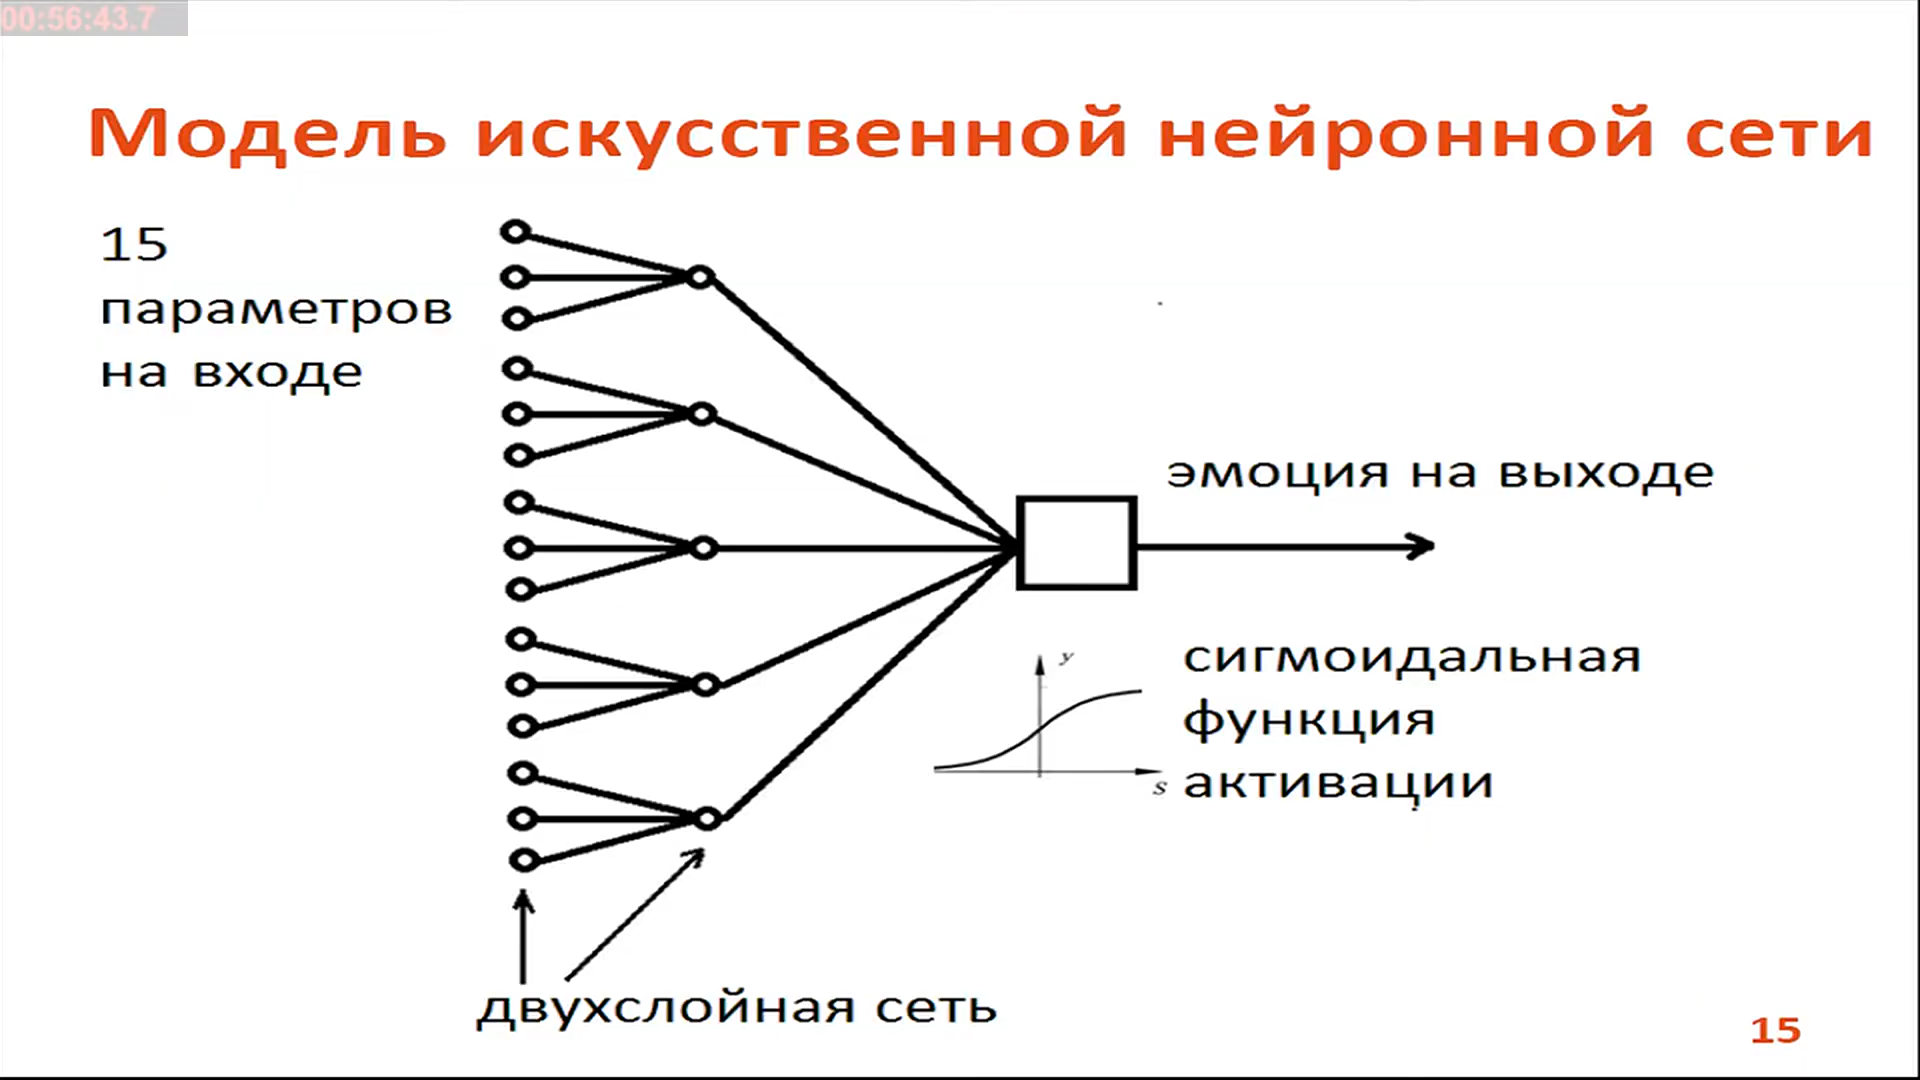 00:56:43.7
Модель искусственной нейронной сети
15
параметров
на входе
эмоция на выходе
y
сигмоидальная
функция
s активации
двухслойная сеть
15